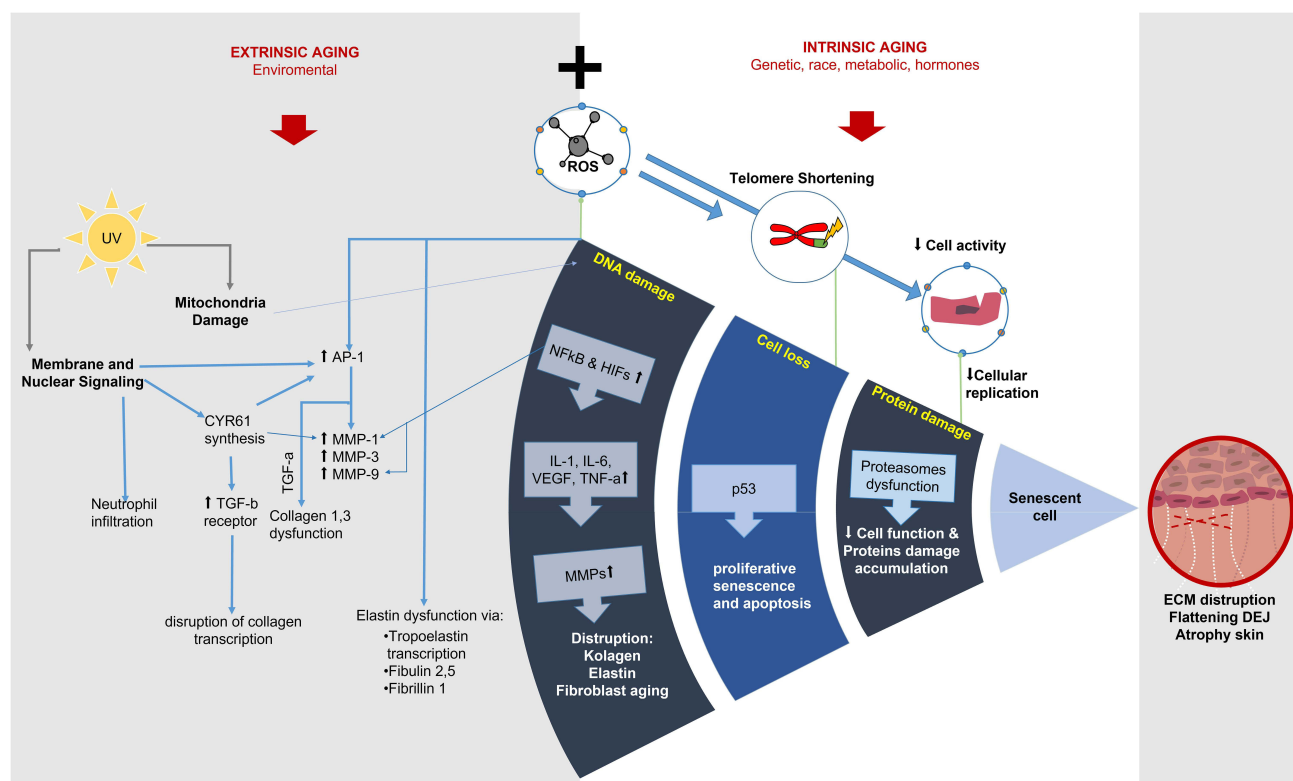 EXTRINSIC AGING
Enviromental
INTRINSIC AGING
Genetic, race, metabolic, hormones
ROS
Telomere Shortening
UV
Cell activity
Mitochondria
Damage
DNA damage
Membrane and
Nuclear Signaling
AP-1
NFkB & HIFs
Cell loss
Cellular
replication
CYR61
synthesis
MMP-1
MMP-3
MMP-9
TGF-a
Protein damage
IL-1, IL-6,
VEGF, TNF-a
p53
Proteasomes
dysfunction
Senescent
cell
Neutrophil
infiltration
TGF-b
receptor
Collagen 1,3
dysfunction
Cell function &
Proteins damage
accumulation
MMPs
proliferative
senescence
and apoptosis
disruption of collagen
transcription
Elastin dysfunction via:
•Tropoelastin
transcription
•Fibulin 2,5
•Fibrillin 1
Distruption:
Kolagen
Elastin
Fibroblast aging
ECM distruption
Flattening DEJ
Atrophy skin